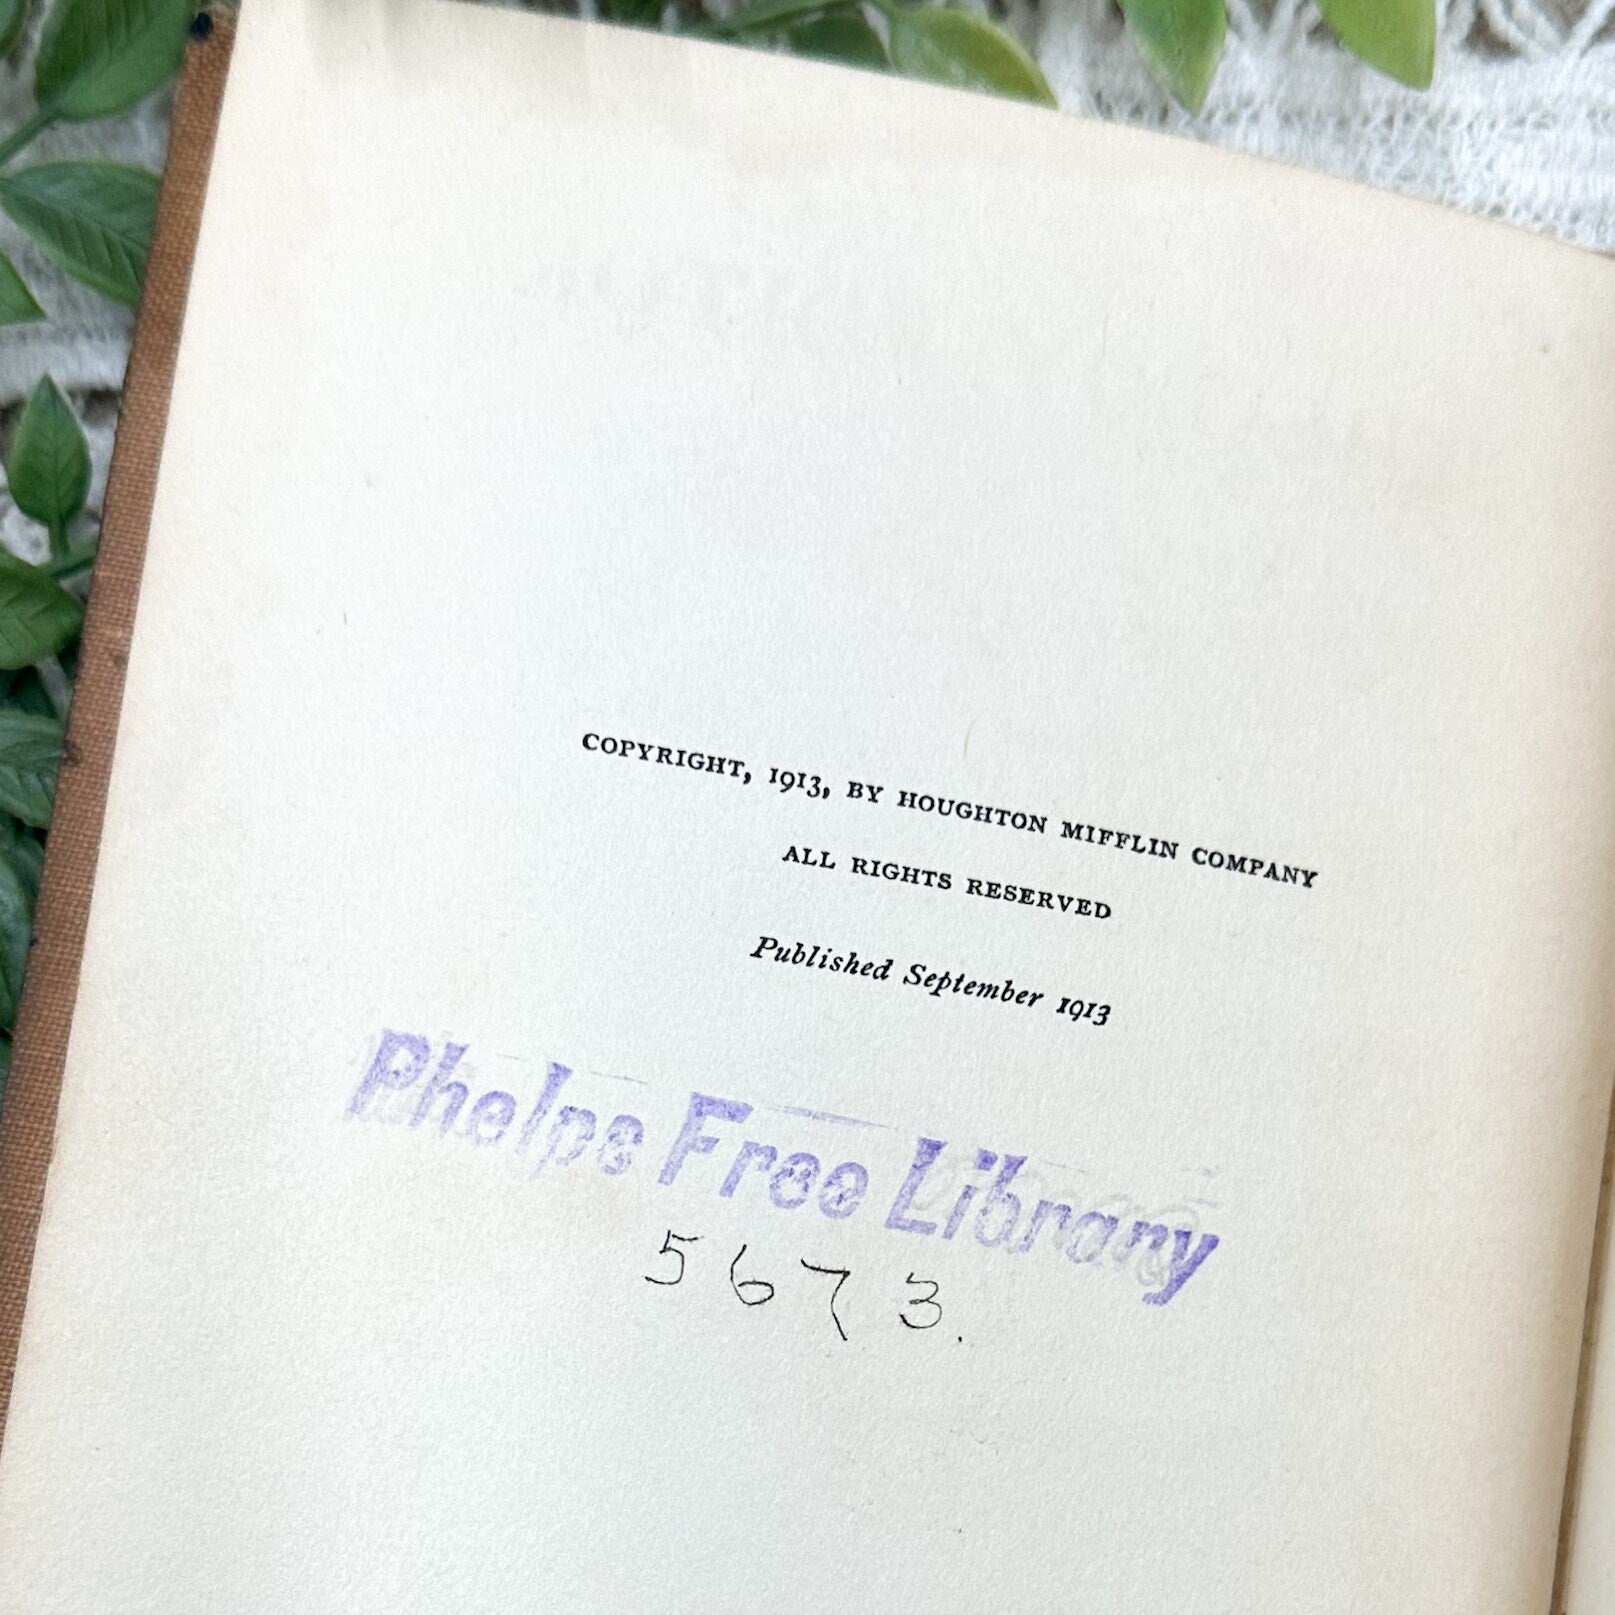 COPYRIGHT, 1913, BY HOUGHTON MIFFLIN COMPANY
ALL RIGHTS RESERVED
Published September 1913
Phelps Free Library
5673.